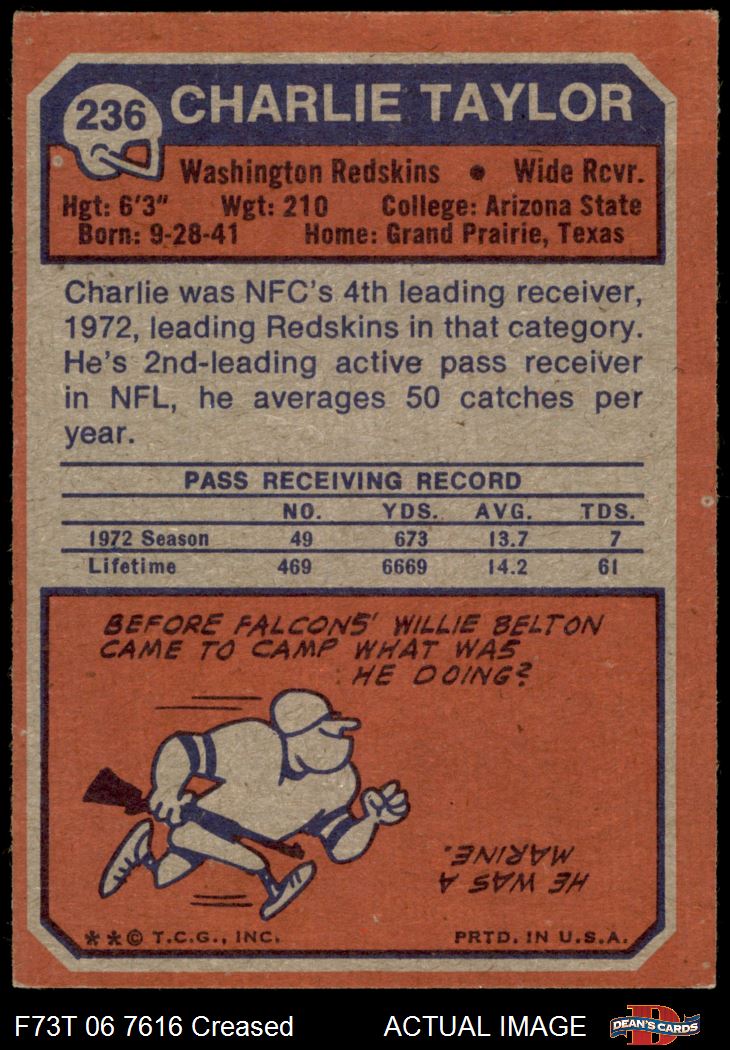 236 CHARLIE TAYLOR
Washington Redskins • Wide Rcvr.
Hgt: 6'3" Wgt: 210 College: Arizona State
Born: 9-28-41 Home: Grand Prairie, Texas
Charlie was NFC's 4th leading receiver,
1972, leading Redskins in that category.
He's 2nd-leading active pass receiver
in NFL, he averages 50 catches per
year.
PASS RECEIVING RECORD
NO. YDS. AVG. TDS.
1972 Season 49 673 13.7 7
Lifetime 469 6669 14.2 61
BEFORE FALCONS' WILLIE BELTON
CAME TO CAMP WHAT WAS
HE DOING?
HE WAS A
MARINE.
**© T.C.G., INC. PRTD. IN U.S.A.
F73T 06 7616 Creased ACTUAL IMAGE
D
DEAN'S CARDS